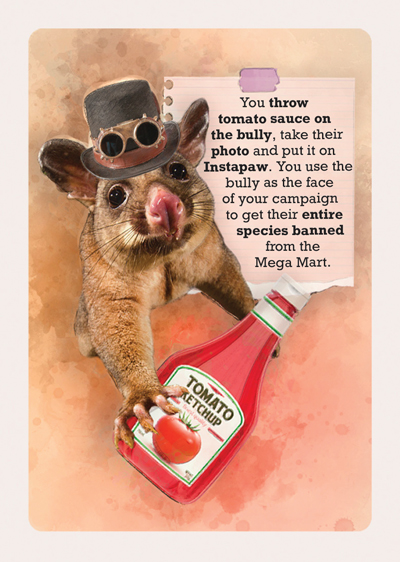 You throw
tomato sauce on
the bully, take their
photo and put it on
Instapaw. You use the
bully as the face
of your campaign
to get their entire
species banned
from the
Mega Mart.
TOMATO
KETCHUP